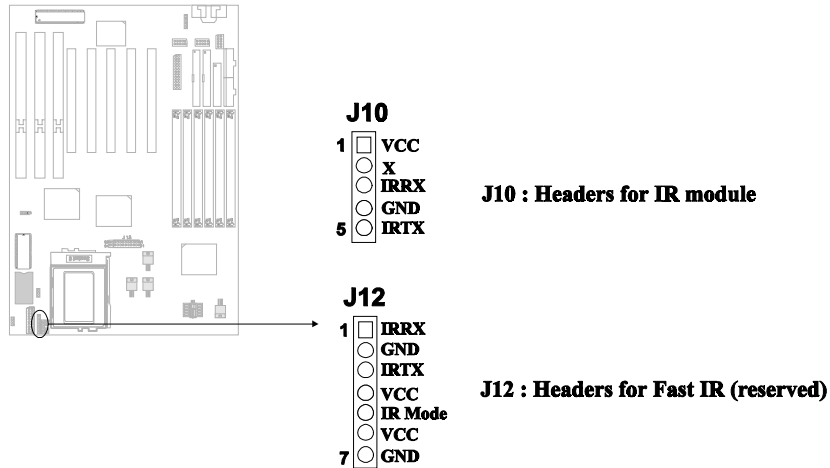 J10
1 VCC
X
IRRX
GND
5 IRTX
J10 : Headers for IR module
J12
1 IRRX
GND
IRTX
VCC
IR Mode
VCC
7 GND
J12 : Headers for Fast IR (reserved)